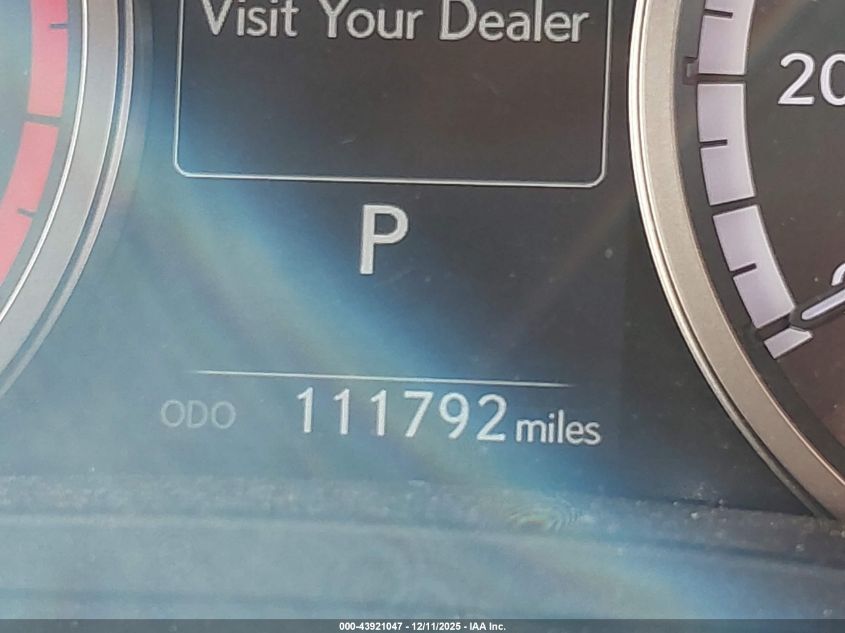 Visit Your Dealer
20
P
ODO 111792 miles
000-43921047 - 12/11/2025 - IAA Inc.